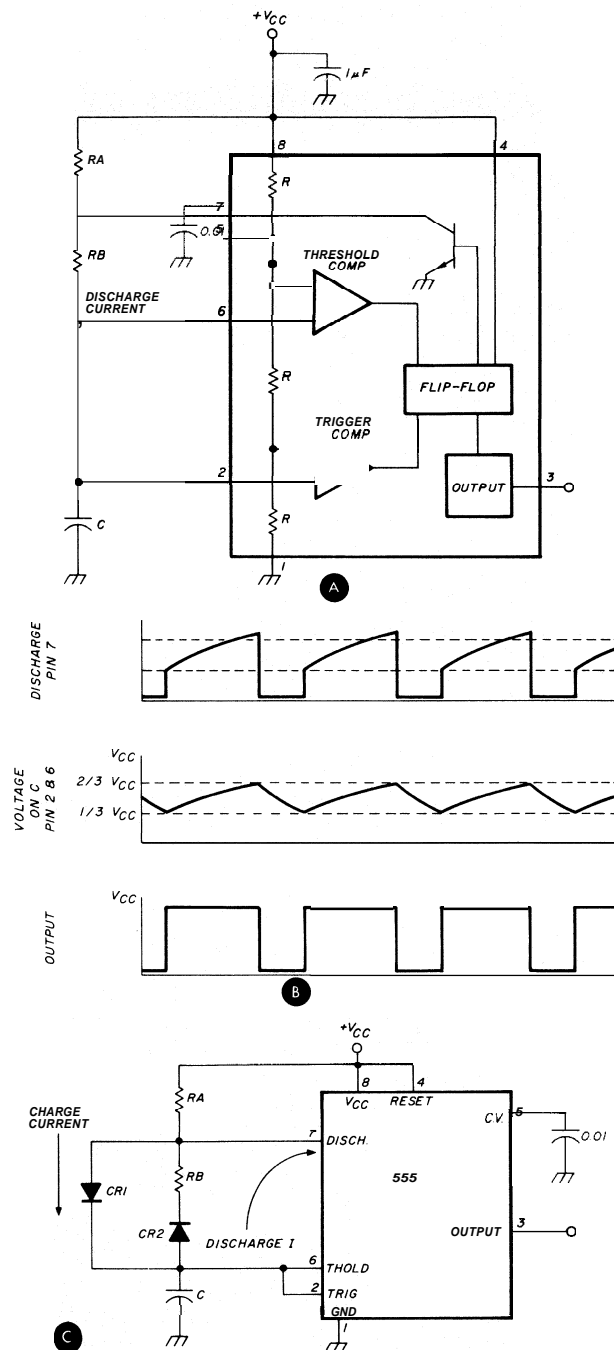 +VCC
1µF
8
4
RA
R
7
0.01
5
RB
THRESHOLD
COMP
DISCHARGE
CURRENT
6
R
FLIP-FLOP
TRIGGER
COMP
2
OUTPUT
3
C
R
1
A
DISCHARGE
PIN 7
VCC
VOLTAGE
ON C
PIN 2 & 6
2/3 VCC
1/3 VCC
VCC
OUTPUT
B
+VCC
8
4
RA
VCC
RESET
CHARGE
CURRENT
C.V.
5
7
DISCH.
0.01
RB
CR1
555
CR2
DISCHARGE I
OUTPUT
3
6
THOLD
C
2
TRIG
GND
1
C